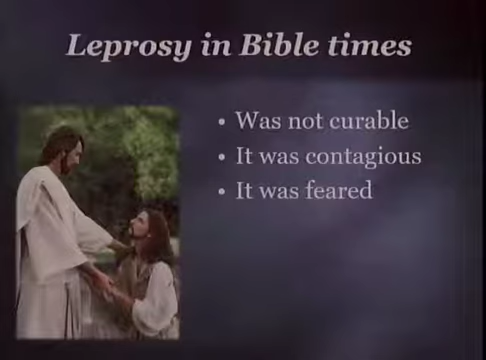 Leprosy in Bible times
• Was not curable
• It was contagious
• It was feared